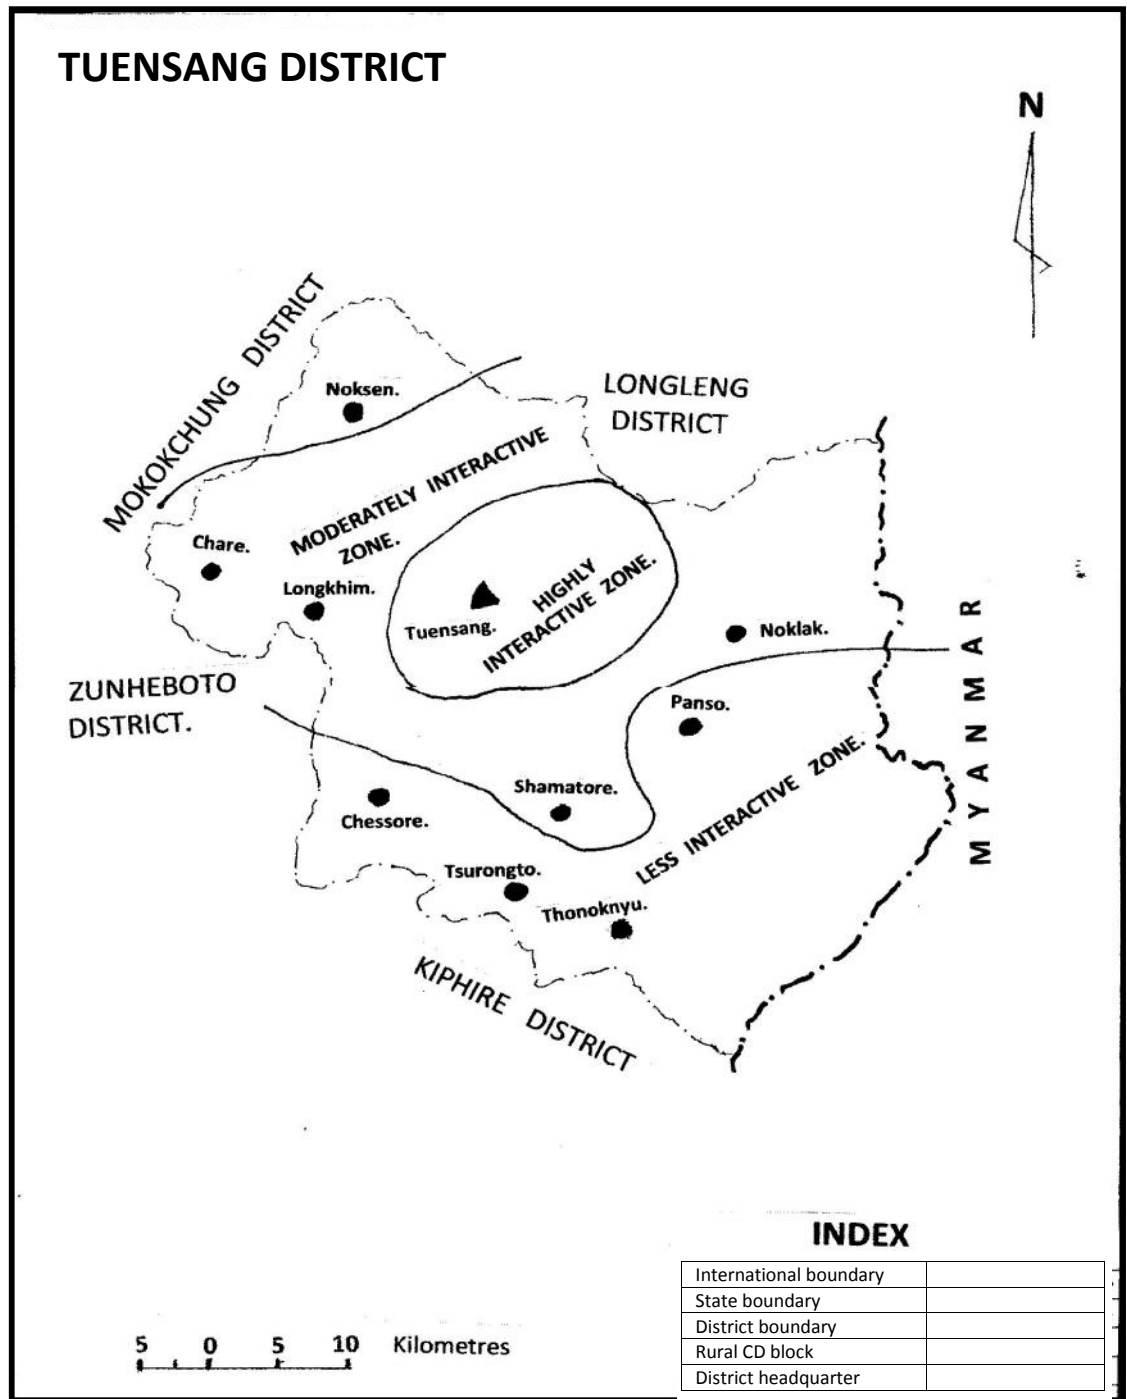 TUENSANG DISTRICT
N
MOKOKCHUNG DISTRICT
Noksen.
LONGLENG
DISTRICT
MODERATELY INTERACTIVE
ZONE.
Chare.
Longkhim.
HIGHLY
INTERACTIVE ZONE.
Tuensang.
Noklak.
ZUNHEBOTO
DISTRICT.
Panso.
MYANMAR
Shamatore.
Chessore.
LESS INTERACTIVE ZONE.
Tsurongto.
Thonoknyu.
KIPHIRE DISTRICT
INDEX
International boundary
State boundary
District boundary
Rural CD block
District headquarter
5 0 5 10 Kilometres